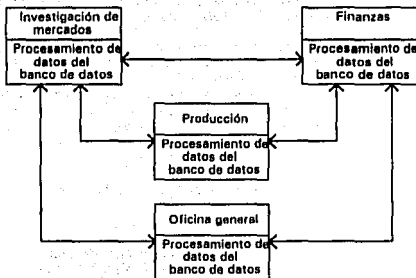 Investigación de
mercados
Procesamiento de
datos del
banco de datos
Finanzas
Procesamiento de
datos del
banco de datos
Producción
Procesamiento de
datos del
banco de datos
Oficina general
Procesamiento de
datos del
banco de datos